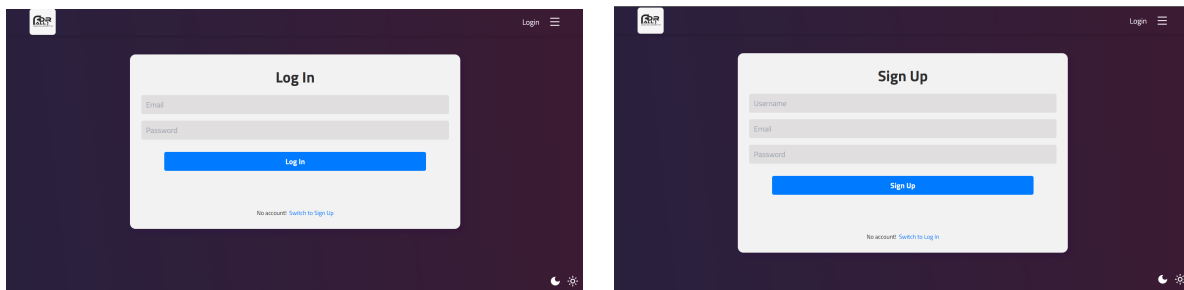 Login
Log In
Email
Password
Log In
No account! Switch to Sign Up
Login
Sign Up
Username
Email
Password
Sign Up
No account! Switch to Log In